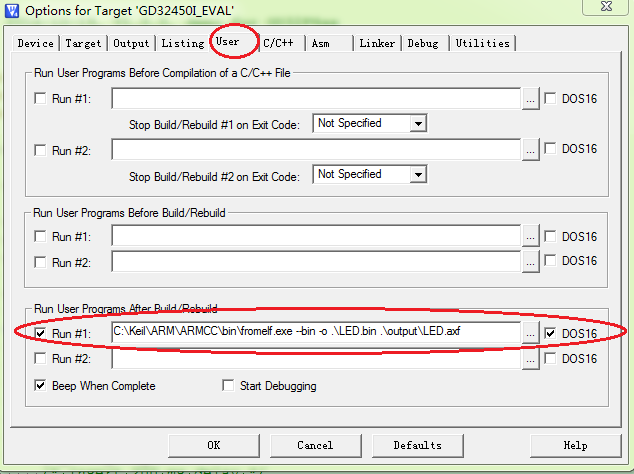 Options for Target 'GD32450I_EVAL'
Device Target Output Listing User C/C++ Asm Linker Debug Utilities
Run User Programs Before Compilation of a C/C++ File
Run #1: ... DOS16
Stop Build/Rebuild #1 on Exit Code: Not Specified
Run #2: ... DOS16
Stop Build/Rebuild #2 on Exit Code: Not Specified
Run User Programs Before Build/Rebuild
Run #1: ... DOS16
Run #2: ... DOS16
Run User Programs After Build/Rebuild
Run #1: C:\Keil\ARM\ARMCC\bin\fromelf.exe --bin -o .\LED.bin .\output\LED.axf ... DOS16
Run #2: ... DOS16
Beep When Complete Start Debugging
OK Cancel Defaults Help